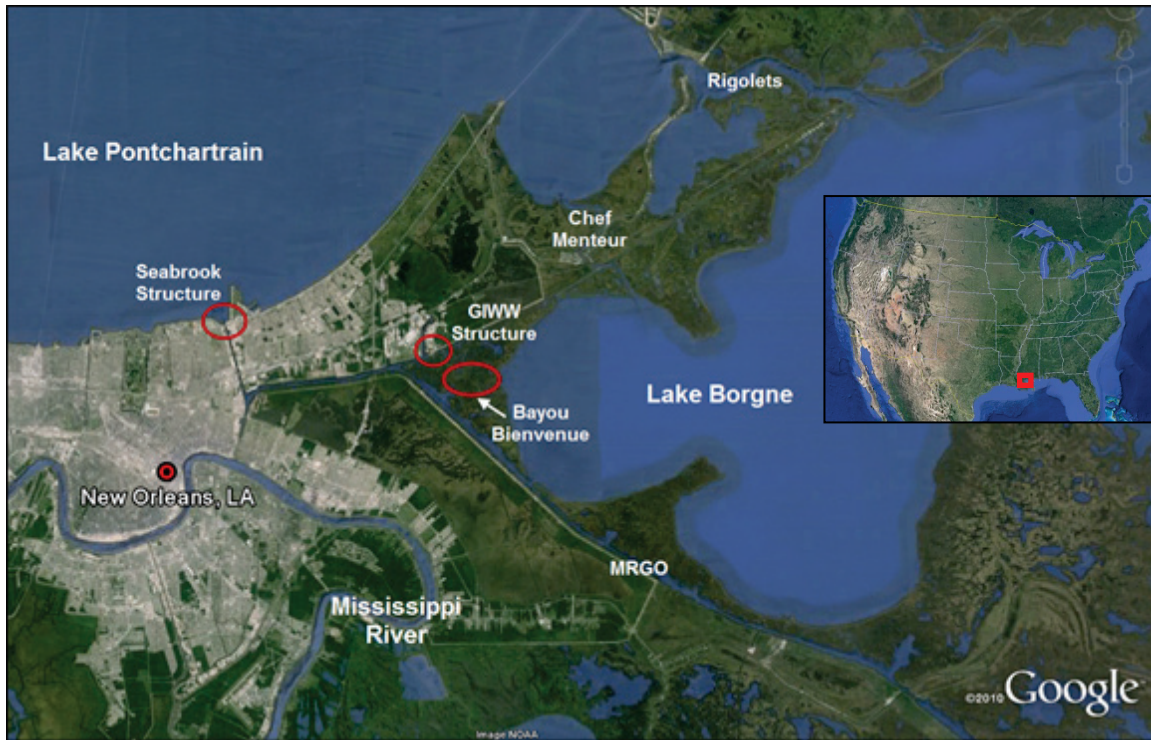 Rigolets
Lake Pontchartrain
Chef
Menteur
Seabrook
Structure
GIWW
Structure
Lake Borgne
Bayou
Bienvenue
New Orleans, LA
MRGO
Mississippi
River
©2010 Google
Image NOAA